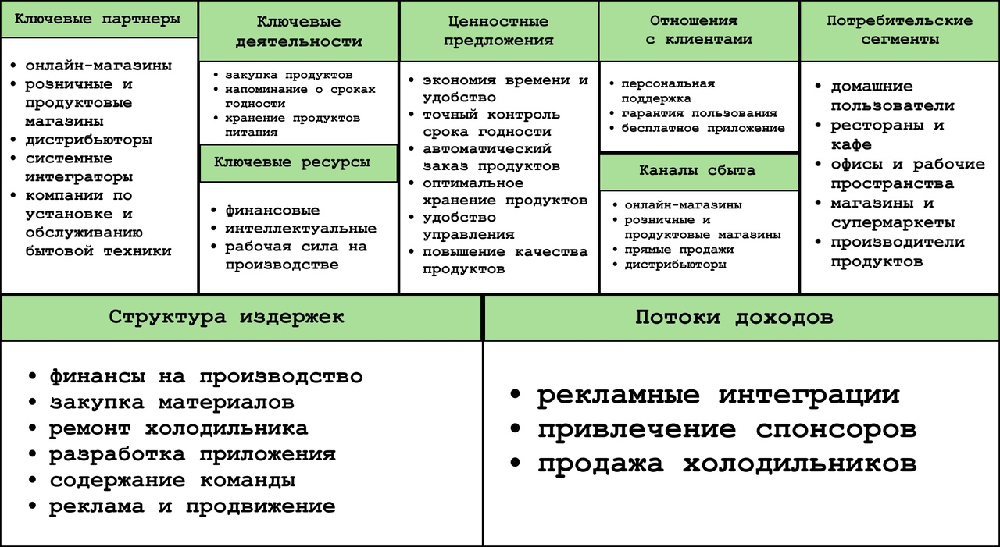 Ключевые партнеры
• онлайн-магазины
• розничные и
продуктовые
магазины
• дистрибьюторы
• системные
интеграторы
• компании по
установке и
обслуживанию
бытовой техники
Ключевые
деятельности
• закупка продуктов
• напоминание о сроках
годности
• хранение продуктов
питания
Ключевые ресурсы
• финансовые
• интеллектуальные
• рабочая сила на
производстве
Ценностные
предложения
• экономия времени и
удобство
• точный контроль
срока годности
• автоматический
заказ продуктов
• оптимальное
хранение продуктов
• удобство
управления
• повышение качества
продуктов
Отношения
с клиентами
• персональная
поддержка
• гарантия пользования
• бесплатное приложение
Каналы сбыта
• онлайн-магазины
• розничные и
продуктовые магазины
• прямые продажи
• дистрибьюторы
Потребительские
сегменты
• домашние
пользователи
• рестораны и
кафе
• офисы и рабочие
пространства
• магазины и
супермаркеты
• производители
продуктов
Структура издержек
• финансы на производство
• закупка материалов
• ремонт холодильника
• разработка приложения
• содержание команды
• реклама и продвижение
Потоки доходов
• рекламные интеграции
• привлечение спонсоров
• продажа холодильников